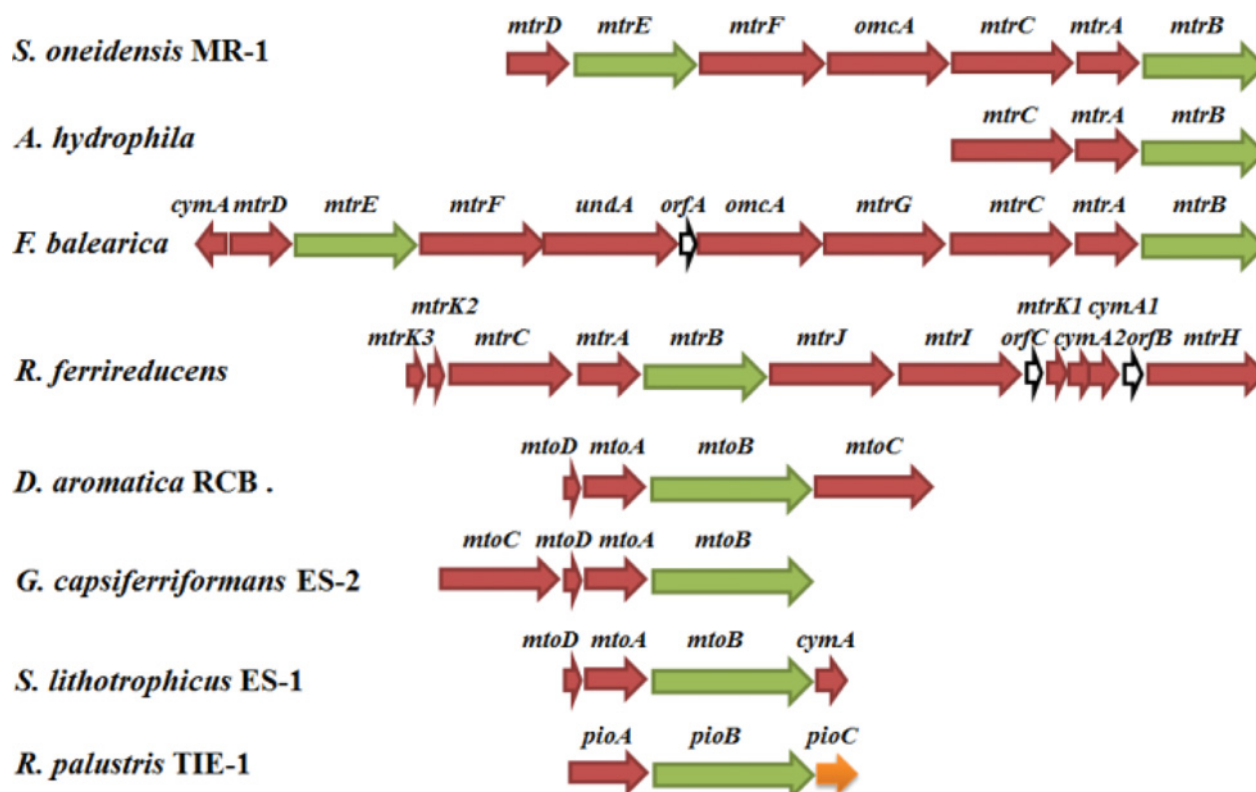 mtrD mtrE mtrF omcA mtrC mtrA mtrB
S. oneidensis MR-1
mtrC mtrA mtrB
A. hydrophila
cymA mtrD mtrE mtrF undA orfA omcA mtrG mtrC mtrA mtrB
F. balearica
mtrK2 mtrK1 cymA1
mtrK3 mtrC mtrA mtrB mtrJ mtrI orfC cymA2 orfB mtrH
R. ferrireducens
mtoD mtoA mtoB mtoC
D. aromatica RCB .
mtoC mtoD mtoA mtoB
G. capsiferriformans ES-2
mtoD mtoA mtoB cymA
S. lithotrophicus ES-1
pioA pioB pioC
R. palustris TIE-1